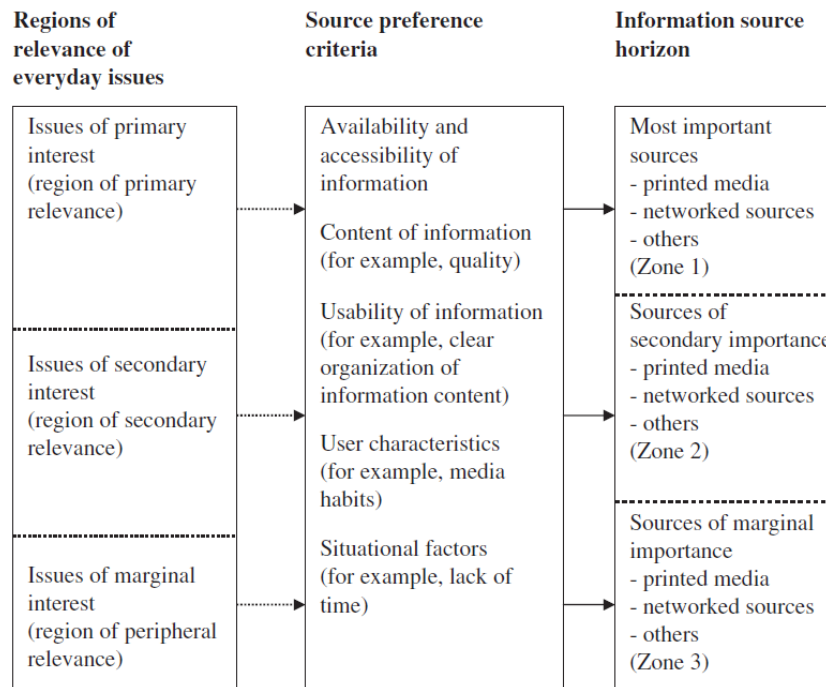 Regions of
relevance of
everyday issues
Source preference
criteria
Information source
horizon
Issues of primary
interest
(region of primary
relevance)
Issues of secondary
interest
(region of secondary
relevance)
Issues of marginal
interest
(region of peripheral
relevance)
Availability and
accessibility of
information
Content of information
(for example, quality)
Usability of information
(for example, clear
organization of
information content)
User characteristics
(for example, media
habits)
Situational factors
(for example, lack of
time)
Most important
sources
- printed media
- networked sources
- others
(Zone 1)
Sources of
secondary importance
- printed media
- networked sources
- others
(Zone 2)
Sources of marginal
importance
- printed media
- networked sources
- others
(Zone 3)